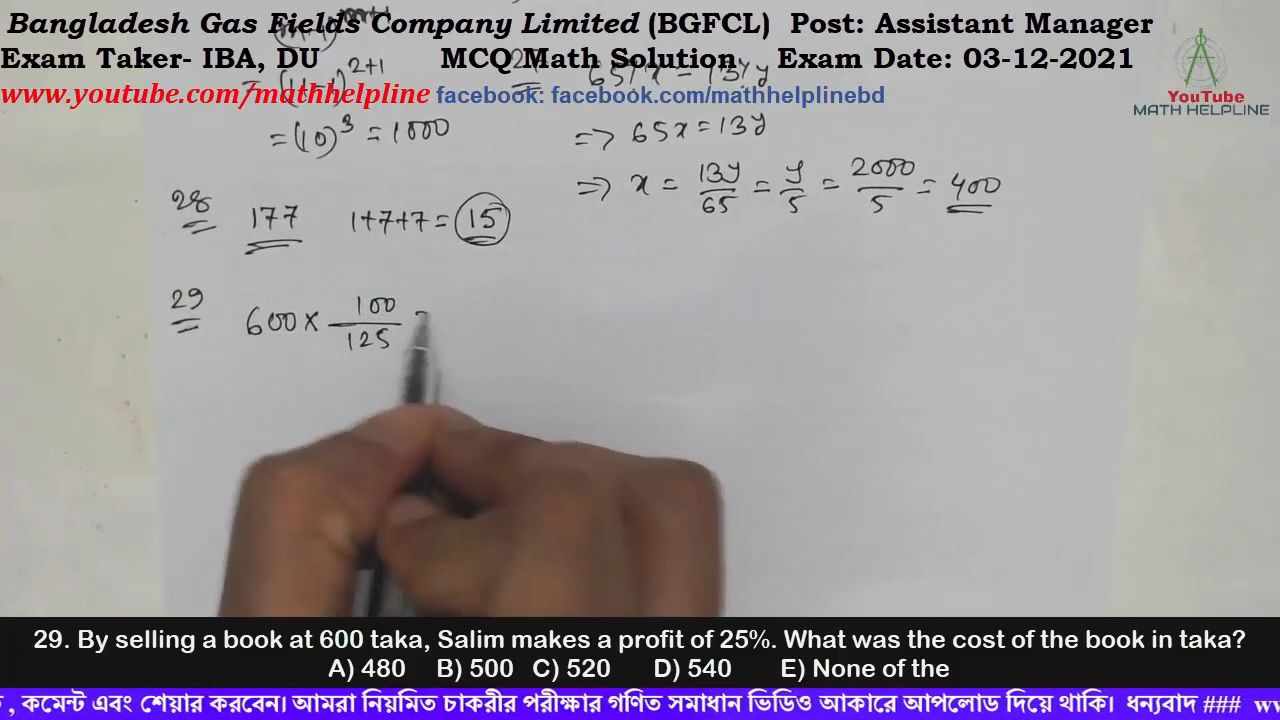 Bangladesh Gas Fields Company Limited (BGFCL) Post: Assistant Manager
Exam Taker- IBA, DU MCQ Math Solution Exam Date: 03-12-2021
www.youtube.com/mathhelpline facebook: facebook.com/mathhelplinebd
YouTube
MATH HELPLINE
= (10)³ = 1000
=> 65x = 13y
=> x = 13y/65 = y/5 = 2000/5 = 400
28 177 1+7+7 = 15
29 600 × 100/125 =
29. By selling a book at 600 taka, Salim makes a profit of 25%. What was the cost of the book in taka?
A) 480 B) 500 C) 520 D) 540 E) None of the
, কমেন্ট এবং শেয়ার করবেন। আমরা নিয়মিত চাকরীর পরীক্ষার গণিত সমাধান ভিডিও আকারে আপলোড দিয়ে থাকি। ধন্যবাদ ###